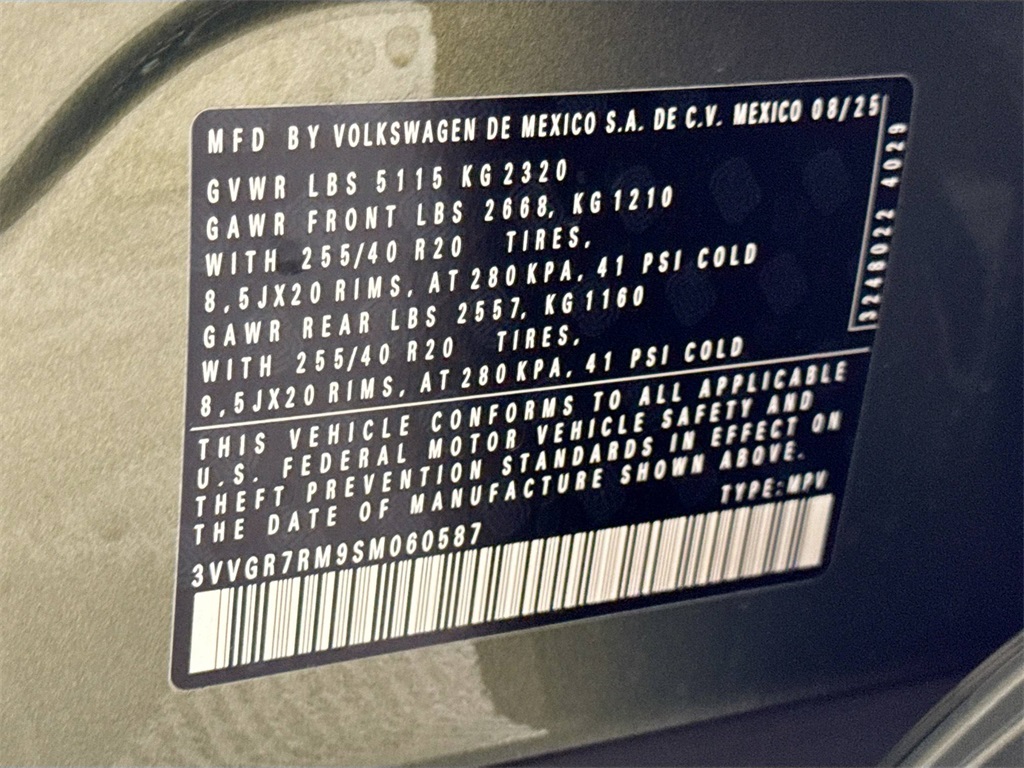 MFD BY VOLKSWAGEN DE MEXICO S.A. DE C.V. MEXICO 08/25
GVWR LBS 5115 KG 2320
GAWR FRONT LBS 2668, KG 1210
WITH 255/40 R20 TIRES,
8,5JX20 RIMS, AT 280 KPA, 41 PSI COLD
GAWR REAR LBS 2557, KG 1160
WITH 255/40 R20 TIRES,
8,5JX20 RIMS, AT 280 KPA, 41 PSI COLD
3248022 4029
THIS VEHICLE CONFORMS TO ALL APPLICABLE
U.S. FEDERAL MOTOR VEHICLE SAFETY AND
THEFT PREVENTION STANDARDS IN EFFECT ON
THE DATE OF MANUFACTURE SHOWN ABOVE.
TYPE:MPV
3VVGR7RM9SM060587